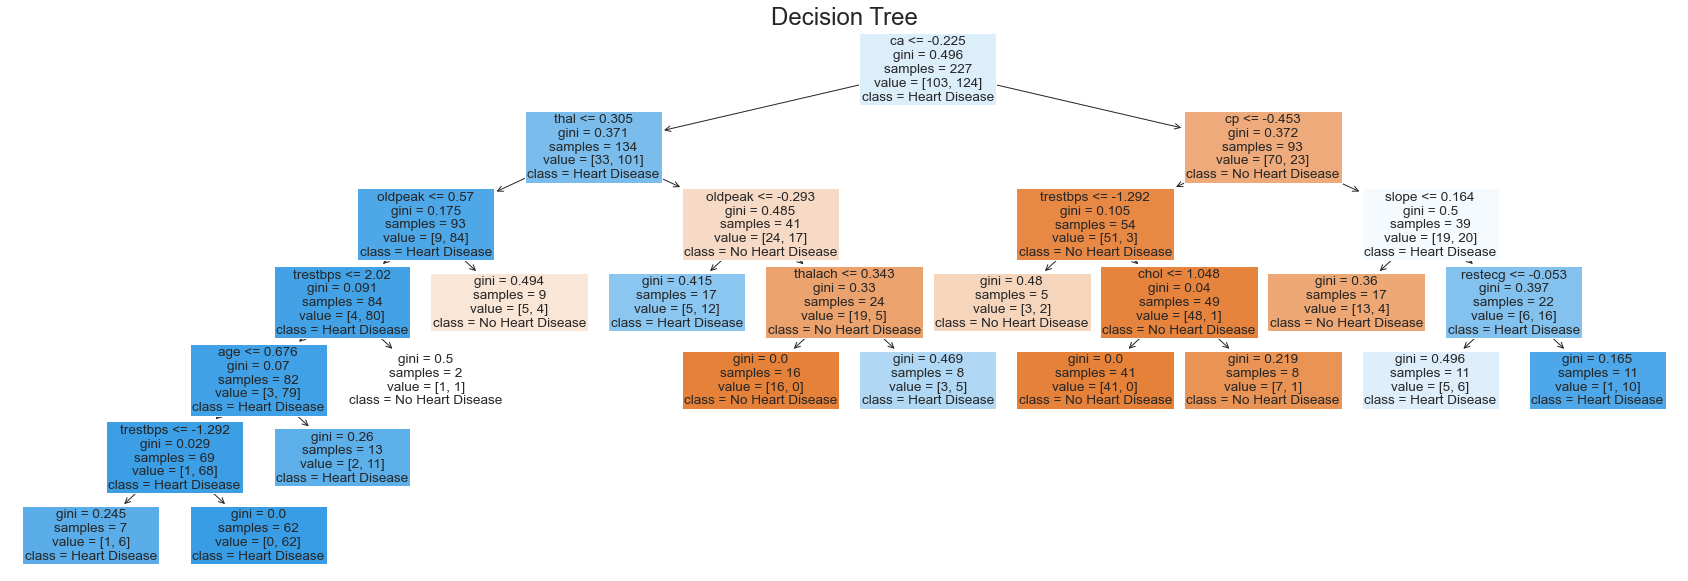 Decision Tree
ca <= -0.225
gini = 0.496
samples = 227
value = [103, 124]
class = Heart Disease
thal <= 0.305
gini = 0.371
samples = 134
value = [33, 101]
class = Heart Disease
cp <= -0.453
gini = 0.372
samples = 93
value = [70, 23]
class = No Heart Disease
oldpeak <= 0.57
gini = 0.175
samples = 93
value = [9, 84]
class = Heart Disease
oldpeak <= -0.293
gini = 0.485
samples = 41
value = [24, 17]
class = No Heart Disease
trestbps <= -1.292
gini = 0.105
samples = 54
value = [51, 3]
class = No Heart Disease
slope <= 0.164
gini = 0.5
samples = 39
value = [19, 20]
class = Heart Disease
trestbps <= 2.02
gini = 0.091
samples = 84
value = [4, 80]
class = Heart Disease
gini = 0.494
samples = 9
value = [5, 4]
class = No Heart Disease
gini = 0.415
samples = 17
value = [5, 12]
class = Heart Disease
thalach <= 0.343
gini = 0.33
samples = 24
value = [19, 5]
class = No Heart Disease
gini = 0.48
samples = 5
value = [3, 2]
class = No Heart Disease
chol <= 1.048
gini = 0.04
samples = 49
value = [48, 1]
class = No Heart Disease
gini = 0.36
samples = 17
value = [13, 4]
class = No Heart Disease
restecg <= -0.053
gini = 0.397
samples = 22
value = [6, 16]
class = Heart Disease
age <= 0.676
gini = 0.07
samples = 82
value = [3, 79]
class = Heart Disease
gini = 0.5
samples = 2
value = [1, 1]
class = No Heart Disease
gini = 0.0
samples = 16
value = [16, 0]
class = No Heart Disease
gini = 0.469
samples = 8
value = [3, 5]
class = Heart Disease
gini = 0.0
samples = 41
value = [41, 0]
class = No Heart Disease
gini = 0.219
samples = 8
value = [7, 1]
class = No Heart Disease
gini = 0.496
samples = 11
value = [5, 6]
class = Heart Disease
gini = 0.165
samples = 11
value = [1, 10]
class = Heart Disease
trestbps <= -1.292
gini = 0.029
samples = 69
value = [1, 68]
class = Heart Disease
gini = 0.26
samples = 13
value = [2, 11]
class = Heart Disease
gini = 0.245
samples = 7
value = [1, 6]
class = Heart Disease
gini = 0.0
samples = 62
value = [0, 62]
class = Heart Disease